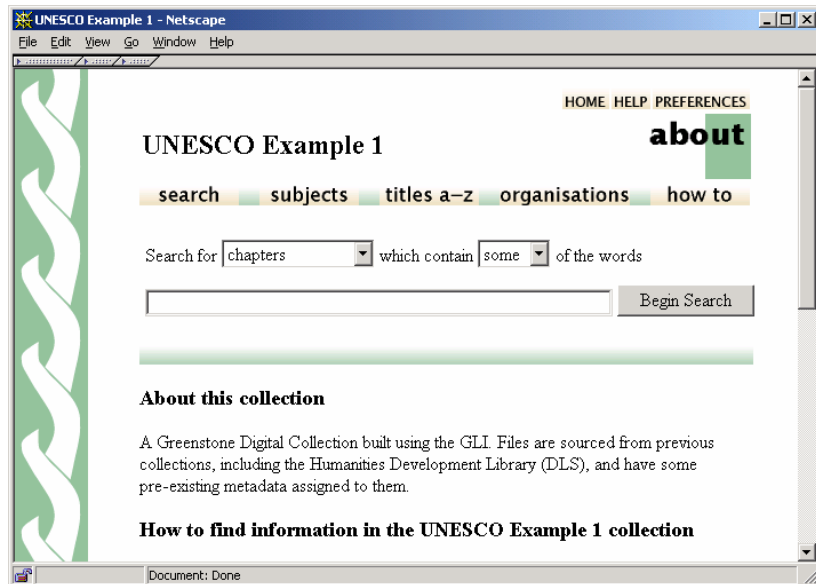 UNESCO Example 1 - Netscape
File Edit View Go Window Help
HOME HELP PREFERENCES
about
UNESCO Example 1
search subjects titles a–z organisations how to
Search for chapters which contain some of the words
Begin Search
About this collection
A Greenstone Digital Collection built using the GLI. Files are sourced from previous
collections, including the Humanities Development Library (DLS), and have some
pre-existing metadata assigned to them.
How to find information in the UNESCO Example 1 collection
Document: Done